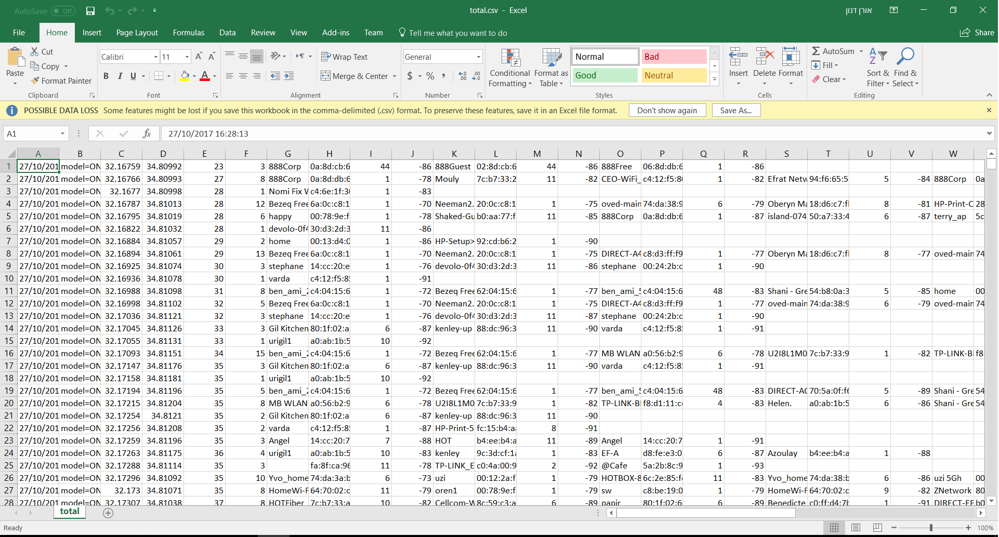 AutoSave Off
total.csv - Excel
אורן דנון
File Home Insert Page Layout Formulas Data Review View Add-ins Team Tell me what you want to do Share
Paste Cut Copy Format Painter Clipboard
Calibri 11 B I U A Font
Wrap Text Merge & Center Alignment
General $ % Number
Conditional Formatting Format as Table Normal Bad Good Neutral Styles
Insert Delete Format Cells
AutoSum Fill Clear Sort & Filter Find & Select Editing
POSSIBLE DATA LOSS Some features might be lost if you save this workbook in the comma-delimited (.csv) format. To preserve these features, save it in an Excel file format. Don't show again Save As...
A1 fx 27/10/2017 16:28:13
A B C D E F G H I J K L M N O P Q R S T U V W
1 27/10/201 model=ON 32.16759 34.80992 23 3 888Corp 0a:8d:cb:6 44 -86 888Guest 02:8d:cb:6 44 -86 888Free 06:8d:db:6 1 -86
2 27/10/201 model=ON 32.16766 34.80993 27 8 888Corp 0a:8d:db:6 1 -78 Mouly 7c:b7:33:2 11 -82 CEO-WiFi_ c4:12:f5:8 1 -82 Efrat Netw 94:f6:65:5 5 -84 888Corp 0a
3 27/10/201 model=ON 32.1677 34.80998 28 1 Nomi Fix W c4:6e:1f:3 1 -83
4 27/10/201 model=ON 32.16787 34.81013 28 12 Bezeq Free 6a:0c:c8:1 1 -70 Neeman2. 20:0c:c8:1 1 -75 oved-main 74:da:38:9 6 -79 Oberyn Ma 18:d6:c7:f 8 -81 HP-Print-C 28
5 27/10/201 model=ON 32.16795 34.81019 28 6 happy 00:78:9e:f 1 -78 Shaked-Gu b0:aa:77:f 11 -85 888Corp 0a:8d:db:6 1 -87 island-074 50:a7:33:4 6 -87 terry_ap 5c
6 27/10/201 model=ON 32.16822 34.81032 28 1 devolo-0f4 30:d3:2d:3 11 -86
7 27/10/201 model=ON 32.16884 34.81057 29 2 home 00:13:d4:0 1 -86 HP-Setup> 92:cd:b6:2 1 -90
8 27/10/201 model=ON 32.16894 34.81061 29 13 Bezeq Free 6a:0c:c8:1 1 -70 Neeman2. 20:0c:c8:1 1 -75 DIRECT-A4 c8:d3:ff:f9 1 -77 Oberyn Ma 18:d6:c7:f 8 -77 oved-main 74
9 27/10/201 model=ON 32.16925 34.81074 30 3 stephane 14:cc:20:e 1 -76 devolo-0f4 30:d3:2d:3 11 -86 stephane 00:24:2b:c 1 -90
10 27/10/201 model=ON 32.16936 34.81078 30 1 varda c4:12:f5:8 1 -91
11 27/10/201 model=ON 32.16988 34.81098 31 8 ben_ami_2 c4:04:15:6 1 -72 Bezeq Free 62:04:15:6 1 -77 ben_ami_5 c4:04:15:6 48 -83 Shani - Gre 54:b8:0a:3 5 -85 home 00
12 27/10/201 model=ON 32.16998 34.81102 32 5 Bezeq Free 6a:0c:c8:1 1 -70 Neeman2. 20:0c:c8:1 1 -75 DIRECT-A4 c8:d3:ff:f9 1 -77 oved-main 74:da:38:9 6 -79 oved-main 74
13 27/10/201 model=ON 32.17036 34.81121 32 3 stephane 14:cc:20:e 1 -76 devolo-0f4 30:d3:2d:3 11 -87 stephane 00:24:2b:c 1 -90
14 27/10/201 model=ON 32.17045 34.81126 33 3 Gil Kitchen 80:1f:02:a 6 -87 kenley-up 88:dc:96:3 11 -90 varda c4:12:f5:8 1 -91
15 27/10/201 model=ON 32.17055 34.81131 33 1 urigil1 a0:ab:1b:5 10 -92
16 27/10/201 model=ON 32.17093 34.81151 34 15 ben_ami_2 c4:04:15:6 1 -72 Bezeq Free 62:04:15:6 1 -77 MB WLAN a0:56:b2:9 6 -78 U2I8L1M0 7c:b7:33:9 1 -82 TP-LINK-B f8
17 27/10/201 model=ON 32.17147 34.81176 35 3 Gil Kitchen 80:1f:02:a 6 -87 kenley-up 88:dc:96:3 11 -90 varda c4:12:f5:8 1 -91
18 27/10/201 model=ON 32.17158 34.81181 35 1 urigil1 a0:ab:1b:5 10 -92
19 27/10/201 model=ON 32.17194 34.81196 35 5 ben_ami_2 c4:04:15:6 1 -72 Bezeq Free 62:04:15:6 1 -77 ben_ami_5 c4:04:15:6 48 -83 DIRECT-AC 70:5a:0f:f6 5 -89 Shani - Gre 54
20 27/10/201 model=ON 32.17215 34.81204 35 8 MB WLAN a0:56:b2:9 6 -78 U2I8L1M0 7c:b7:33:9 1 -82 TP-LINK-B f8:d1:11:c 4 -83 Helen. a0:ab:1b:5 6 -86 Shani - Gre 54
21 27/10/201 model=ON 32.17254 34.8121 35 2 Gil Kitchen 80:1f:02:a 6 -87 kenley-up 88:dc:96:3 11 -90
22 27/10/201 model=ON 32.17256 34.81208 35 2 varda c4:12:f5:8 1 -87 HP-Print-5 fc:15:b4:a 8 -91
23 27/10/201 model=ON 32.17259 34.81196 35 3 Angel 14:cc:20:7 7 -88 HOT b4:ee:b4:a 11 -89 Angel 14:cc:20:7 1 -91
24 27/10/201 model=ON 32.17263 34.81175 36 4 urigil1 a0:ab:1b:5 10 -83 kenley 9c:3d:cf:1 1 -83 EF-A d8:fe:e3:0 6 -87 Azoulay b4:ee:b4:a 1 -88
25 27/10/201 model=ON 32.17288 34.81114 35 3 fa:8f:ca:96 11 -78 TP-LINK_E c0:4a:00:9 2 -92 @Cafe 5a:2b:8c:9 1 -93
26 27/10/201 model=ON 32.17296 34.81092 35 10 Yvo_home 74:da:3a:b 6 -73 uzi 00:12:2a:f 1 -79 HOTBOX-8 6c:2e:85:f 11 -83 Yvo_home 74:da:38:b 6 -86 uzi 5Gh 00
27 27/10/201 model=ON 32.173 34.81071 35 8 HomeWi-F 64:70:02:c 11 -79 oren1 00:78:9e:f 1 -79 sw c8:be:19:0 1 -79 HomeWi-F 64:70:02:c 9 -82 ZNetwork 80
28 27/10/201 model=ON 32.17307 34.81038 37 8 HOTFiber 7c:b7:33:a 10 -82 Cellcom-W 8c:59:c3:a 6 -89 papir 80:1f:02:6 6 -89 Benedicte c0:ff:d4:7b 1 -91 DIRECT-FF b0
total
Ready 100%